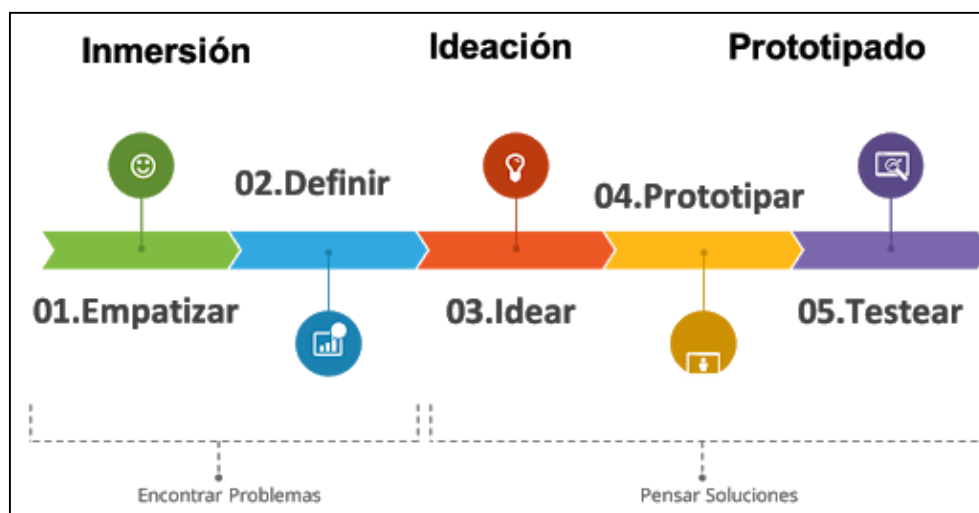 Inmersión
Ideación
Prototipado
02.Definir
04.Prototipar
01.Empatizar
03.Idear
05.Testear
Encontrar Problemas
Pensar Soluciones